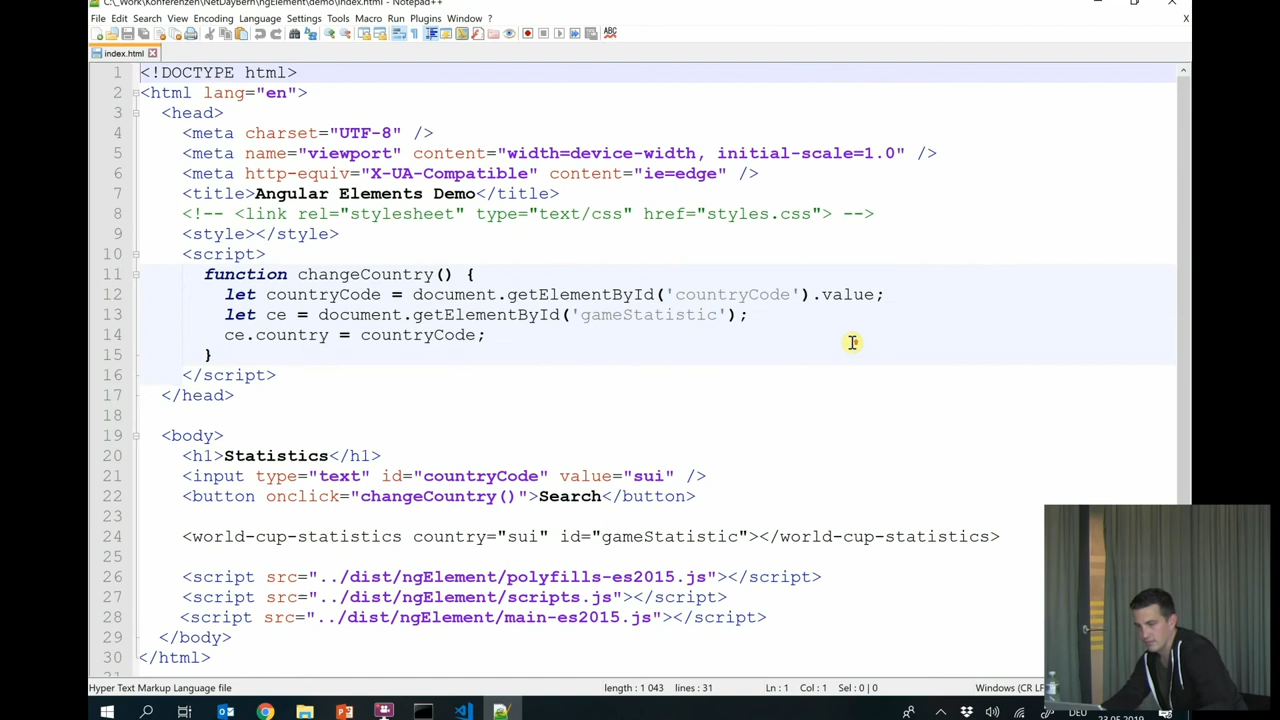 C:\_Work\Konferenzen\NetDayBern\ngElement\demo\index.html - Notepad++
File Edit Search View Encoding Language Settings Tools Macro Run Plugins Window ? X
index.html
1 <!DOCTYPE html>
2 <html lang="en">
3 <head>
4 <meta charset="UTF-8" />
5 <meta name="viewport" content="width=device-width, initial-scale=1.0" />
6 <meta http-equiv="X-UA-Compatible" content="ie=edge" />
7 <title>Angular Elements Demo</title>
8 <!-- <link rel="stylesheet" type="text/css" href="styles.css"> -->
9 <style></style>
10 <script>
11 function changeCountry() {
12 let countryCode = document.getElementById('countryCode').value;
13 let ce = document.getElementById('gameStatistic');
14 ce.country = countryCode;
15 }
16 </script>
17 </head>
18
19 <body>
20 <h1>Statistics</h1>
21 <input type="text" id="countryCode" value="sui" />
22 <button onclick="changeCountry()">Search</button>
23
24 <world-cup-statistics country="sui" id="gameStatistic"></world-cup-statistics>
25
26 <script src="../dist/ngElement/polyfills-es2015.js"></script>
27 <script src="../dist/ngElement/scripts.js"></script>
28 <script src="../dist/ngElement/main-es2015.js"></script>
29 </body>
30 </html>
31
Hyper Text Markup Language file length : 1 043 lines : 31 Ln : 1 Col : 1 Sel : 0 | 0 Windows (CR LF
DEU 23.05.2019